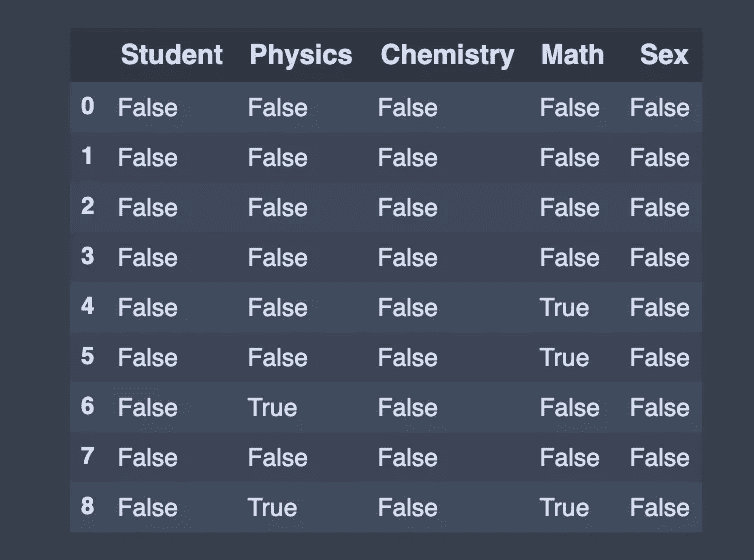 Student Physics Chemistry Math Sex
0 False False False False False
1 False False False False False
2 False False False False False
3 False False False False False
4 False False False True False
5 False False False True False
6 False True False False False
7 False False False False False
8 False True False True False